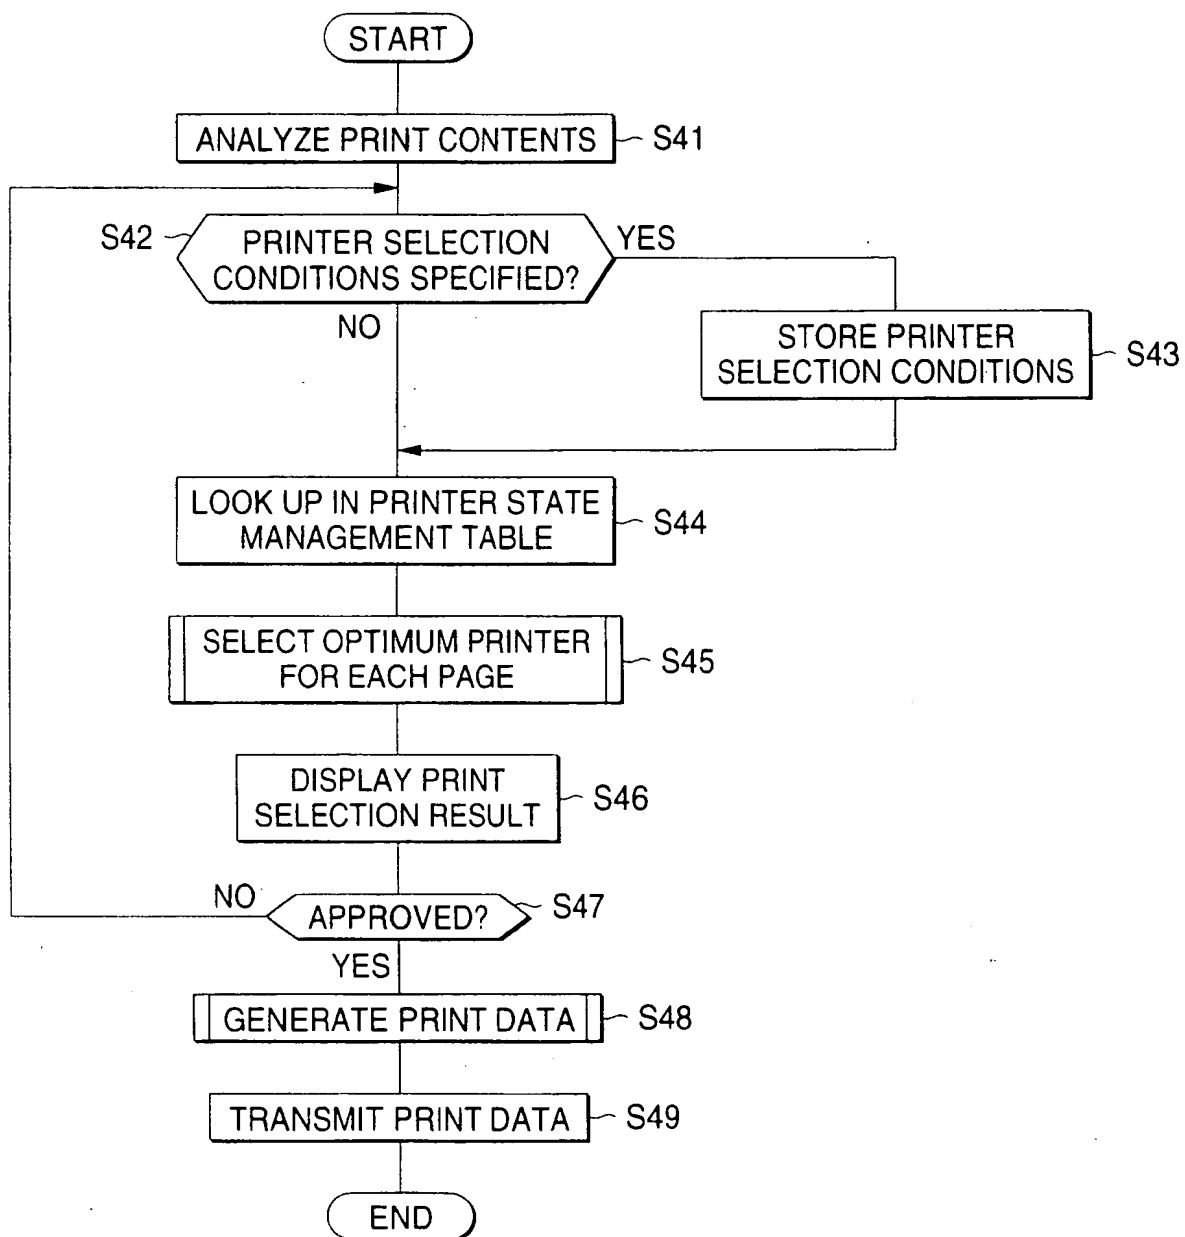 START
ANALYZE PRINT CONTENTS
S41
S42
PRINTER SELECTION
CONDITIONS SPECIFIED?
YES
NO
STORE PRINTER
SELECTION CONDITIONS
S43
LOOK UP IN PRINTER STATE
MANAGEMENT TABLE
S44
SELECT OPTIMUM PRINTER
FOR EACH PAGE
S45
DISPLAY PRINT
SELECTION RESULT
S46
NO
APPROVED?
S47
YES
GENERATE PRINT DATA
S48
TRANSMIT PRINT DATA
S49
END